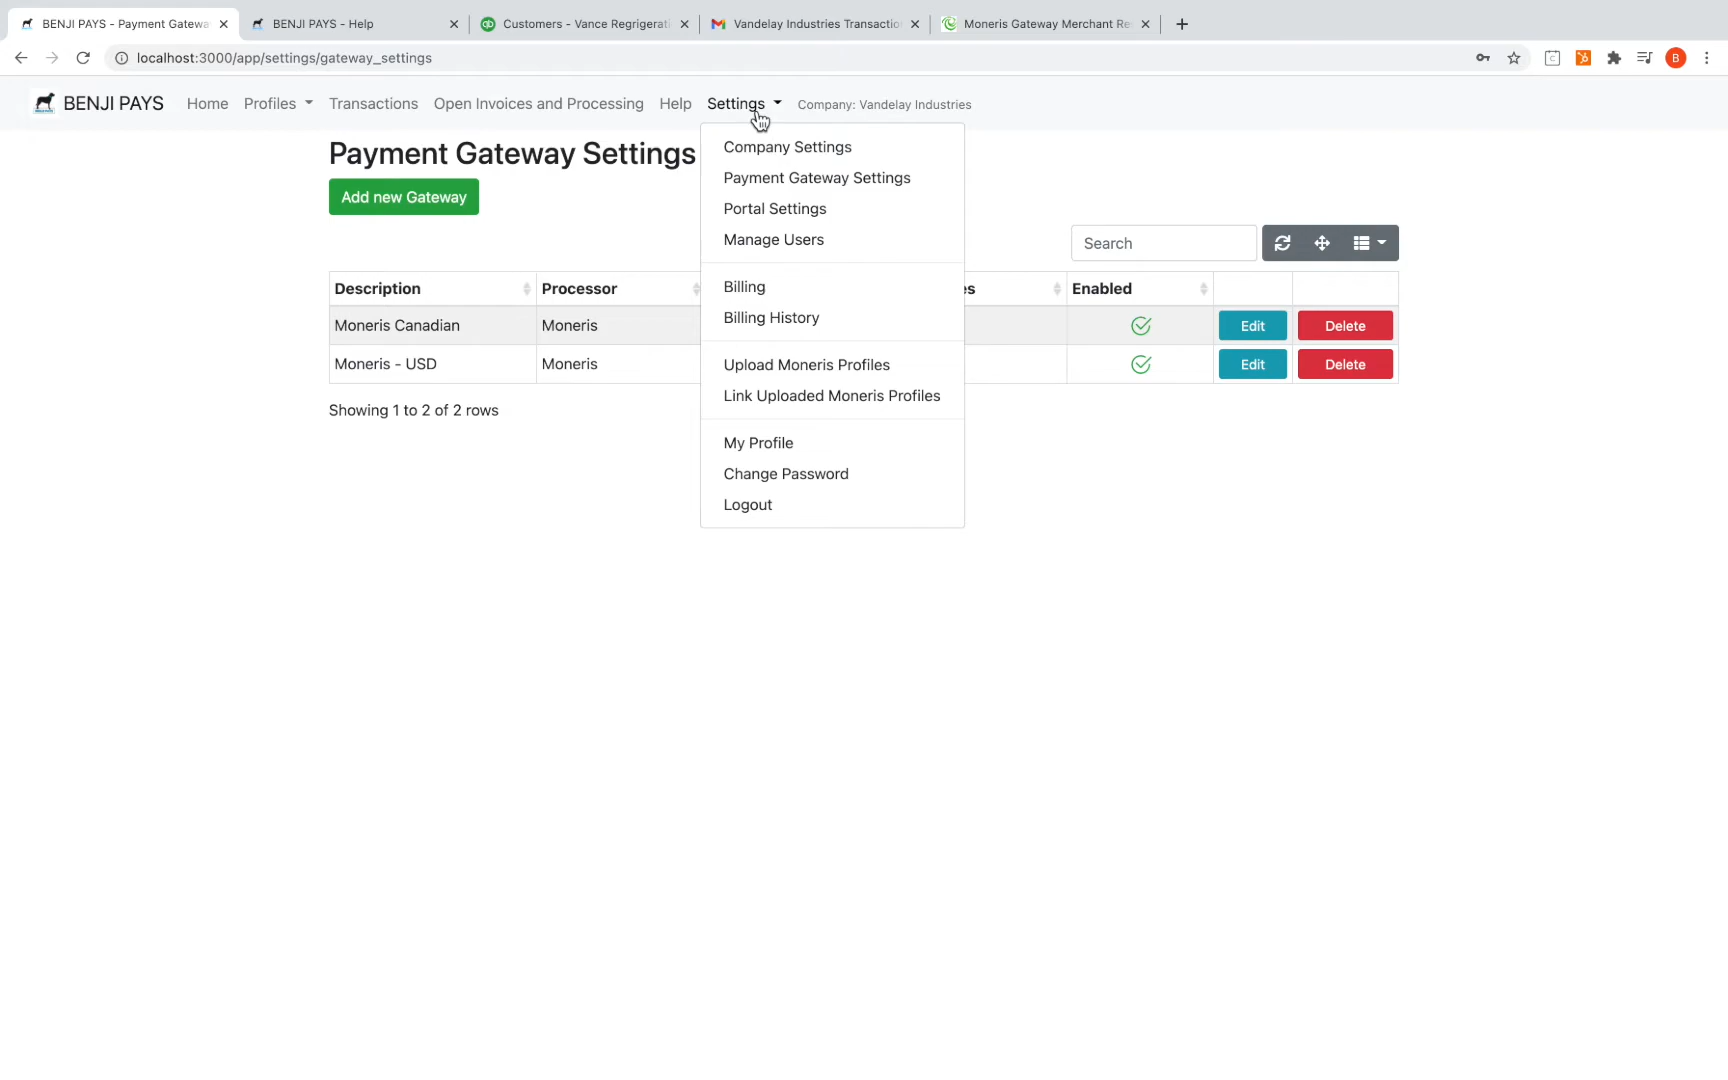 BENJI PAYS - Payment Gatewa
BENJI PAYS - Help
Customers - Vance Regrigerati
Vandelay Industries Transactio
Moneris Gateway Merchant Re
localhost:3000/app/settings/gateway_settings
B
BENJI PAYS
Home
Profiles
Transactions
Open Invoices and Processing
Help
Settings
Company: Vandelay Industries
Payment Gateway Settings
Add new Gateway
Company Settings
Payment Gateway Settings
Portal Settings
Manage Users
Billing
Billing History
Upload Moneris Profiles
Link Uploaded Moneris Profiles
My Profile
Change Password
Logout
Search
Description Processor es Enabled
Moneris Canadian Moneris Edit Delete
Moneris - USD Moneris Edit Delete
Showing 1 to 2 of 2 rows